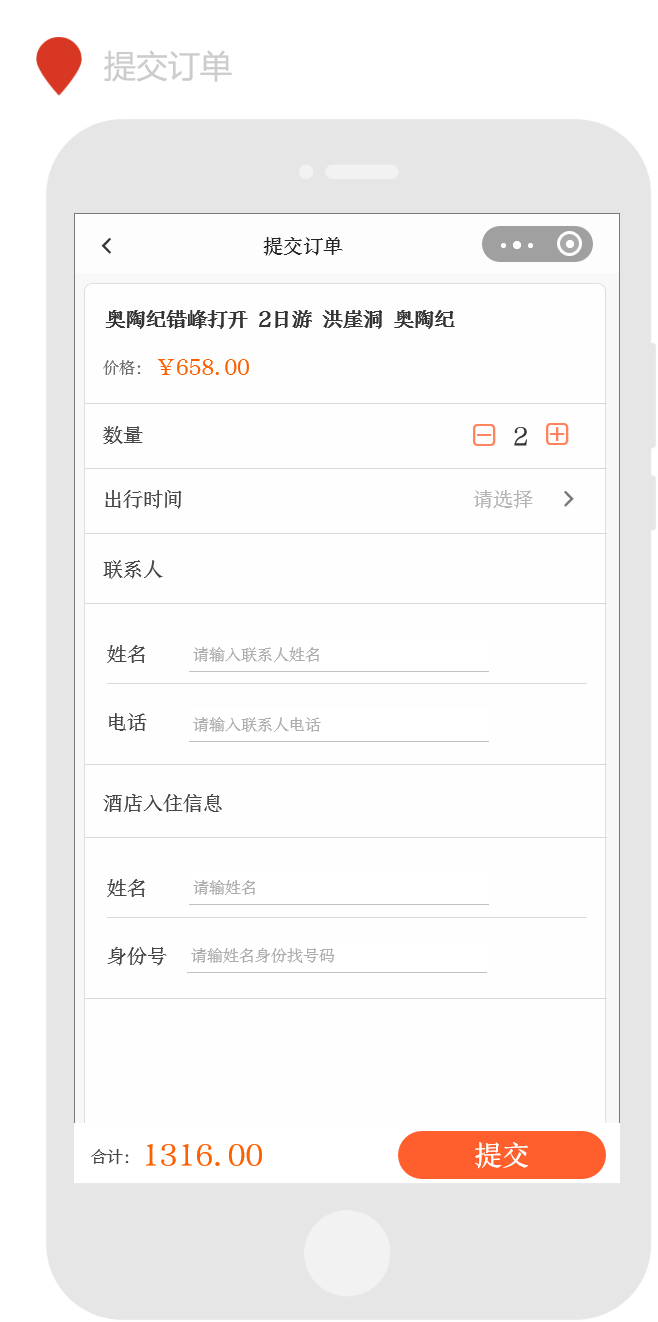 提交订单
提交订单
奥陶纪错峰打开 2日游 洪崖洞 奥陶纪
价格: ￥658.00
数量 2
出行时间 请选择
联系人
姓名 请输入联系人姓名
电话 请输入联系人电话
酒店入住信息
姓名 请输姓名
身份号 请输姓名身份找号码
合计: 1316.00 提交